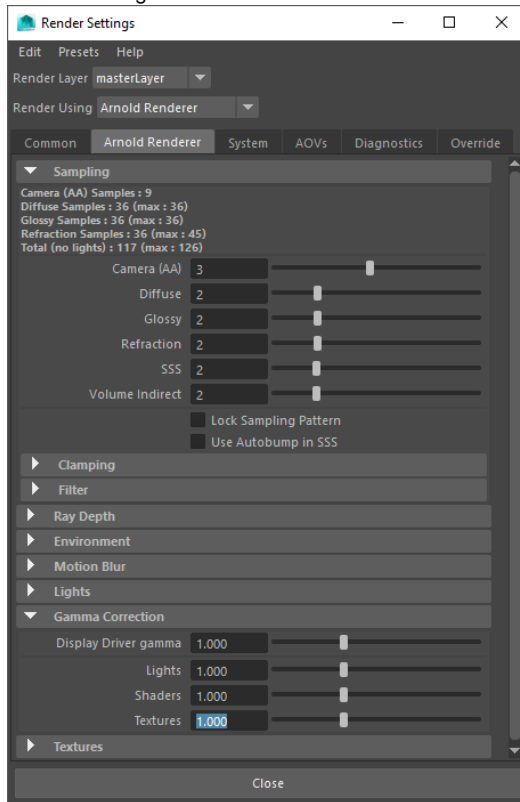 Render Settings
Edit Presets Help
Render Layer masterLayer
Render Using Arnold Renderer
Common Arnold Renderer System AOVs Diagnostics Override
Sampling
Camera (AA) Samples : 9
Diffuse Samples : 36 (max : 36)
Glossy Samples : 36 (max : 36)
Refraction Samples : 36 (max : 45)
Total (no lights) : 117 (max : 126)
Camera (AA) 3
Diffuse 2
Glossy 2
Refraction 2
SSS 2
Volume Indirect 2
Lock Sampling Pattern
Use Autobump in SSS
Clamping
Filter
Ray Depth
Environment
Motion Blur
Lights
Gamma Correction
Display Driver gamma 1.000
Lights 1.000
Shaders 1.000
Textures 1.000
Textures
Close